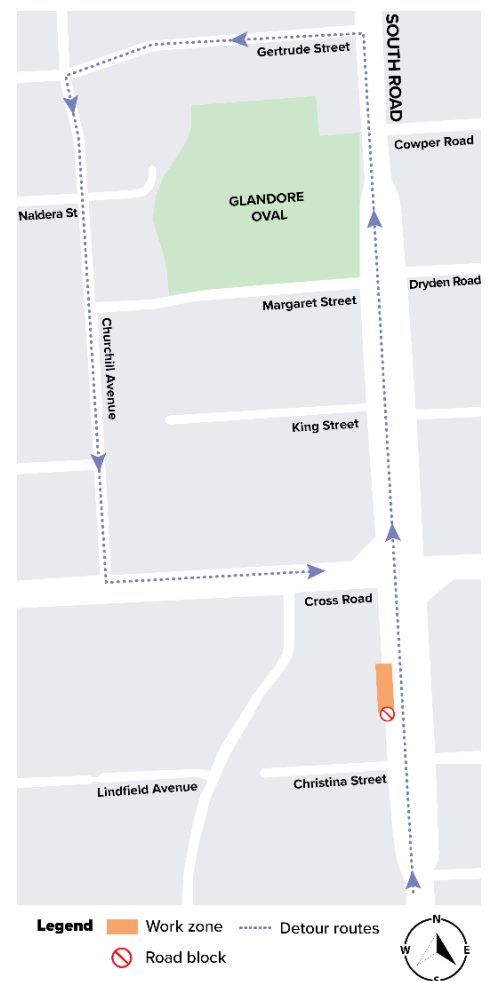 SOUTH ROAD
Gertrude Street
Cowper Road
GLANDORE
OVAL
Naldera St
Dryden Road
Margaret Street
Churchill Avenue
King Street
Cross Road
Christina Street
Lindfield Avenue
Legend
Work zone
Detour routes
Road block
N
W
E
S